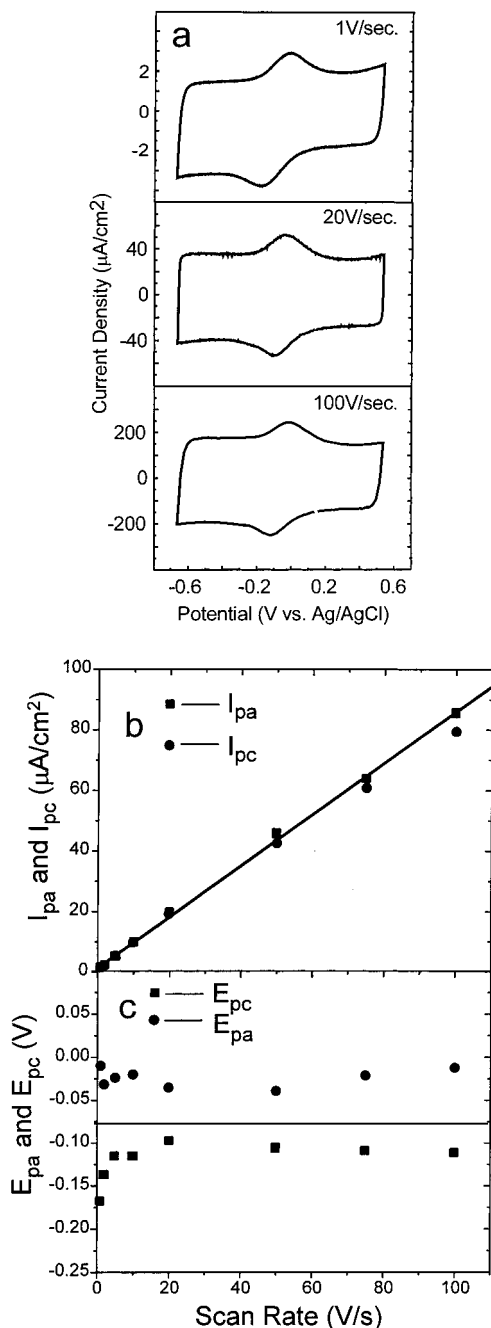 a
1V/sec.
2
0
-2
20V/sec.
40
0
-40
100V/sec.
200
0
-200
Current Density (μA/cm2)
-0.6
-0.2
0.2
0.6
Potential (V vs. Ag/AgCl)
b
Ipa
Ipc
100
80
60
40
20
0
Ipa and Ipc (μA/cm²)
c
Epc
Epa
0.05
0.00
-0.05
-0.10
-0.15
-0.20
-0.25
Epa and Epc (V)
0
20
40
60
80
100
Scan Rate (V/s)